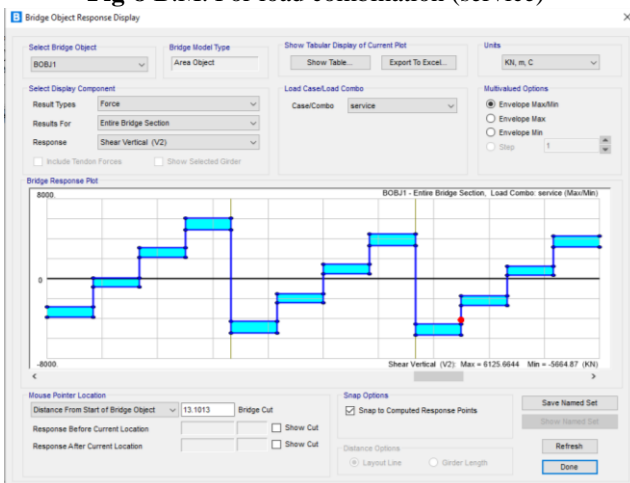 Fig 8 B.M. For load combination (service)
Bridge Object Response Display
Select Bridge Object
BOBJ1
Bridge Model Type
Area Object
Show Tabular Display of Current Plot
Show Table...
Export To Excel...
Units
KN, m, C
Select Display Component
Result Types
Force
Results For
Entire Bridge Section
Response
Shear Vertical (V2)
Include Tendon Forces
Show Selected Girder
Load Case/Load Combo
Case/Combo
service
Multivalued Options
Envelope Max/Min
Envelope Max
Envelope Min
Step
1
Bridge Response Plot
8000.
BOBJ1 - Entire Bridge Section, Load Combo: service (Max/Min)
0
-8000.
Shear Vertical (V2): Max = 6125.6644 Min = -5664.87 (KN)
Mouse Pointer Location
Distance From Start of Bridge Object
13.1013
Bridge Cut
Response Before Current Location
Show Cut
Response After Current Location
Show Cut
Snap Options
Snap to Computed Response Points
Distance Options
Layout Line
Girder Length
Save Named Set
Show Named Set
Refresh
Done